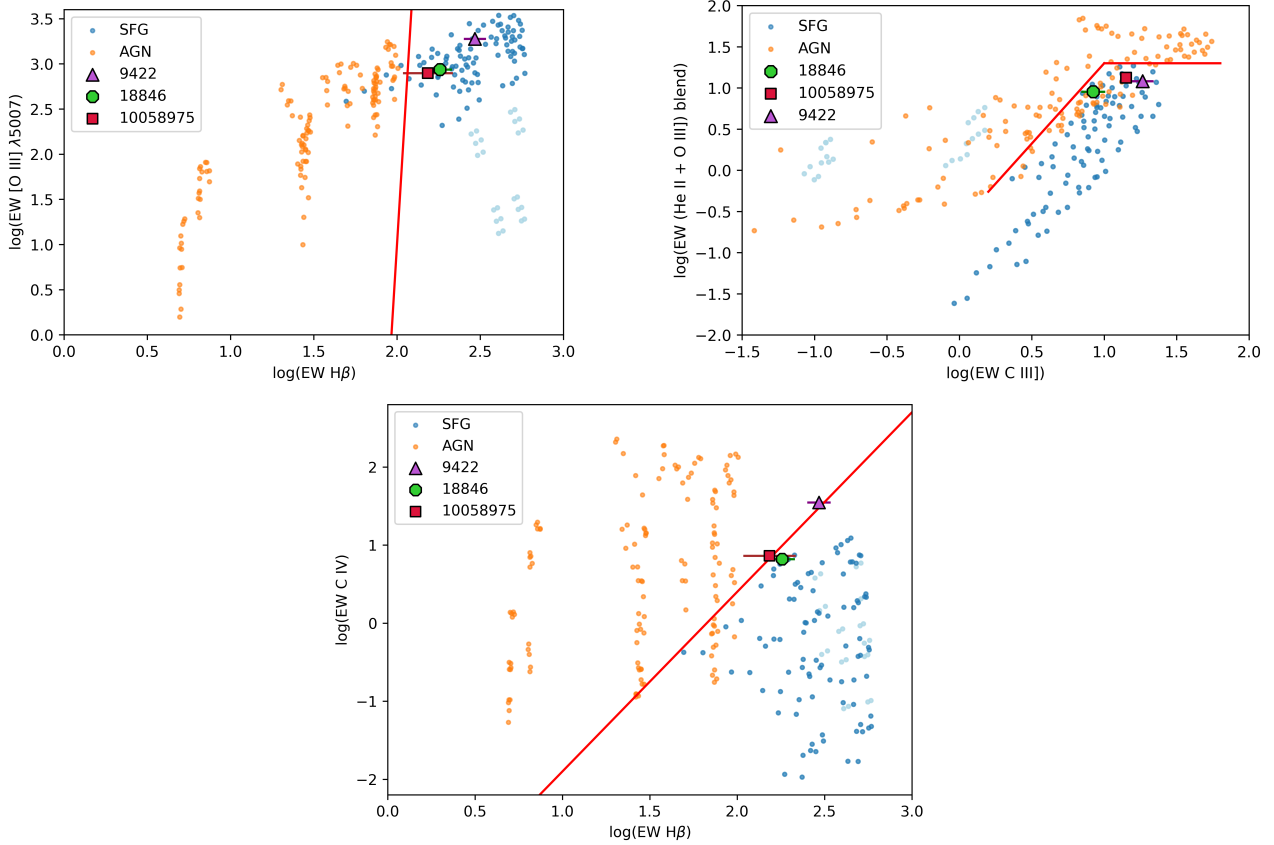 3.5
3.0
2.5
2.0
1.5
1.0
0.5
0.0
log(EW [O III] λ5007)
SFG
AGN
9422
18846
10058975
0.0 0.5 1.0 1.5 2.0 2.5 3.0
log(EW Hβ)
2.0
1.5
1.0
0.5
0.0
−0.5
−1.0
−1.5
−2.0
log(EW (He II + O III]) blend)
SFG
AGN
18846
10058975
9422
−1.5 −1.0 −0.5 0.0 0.5 1.0 1.5 2.0
log(EW C III])
2
1
0
−1
−2
log(EW C IV)
SFG
AGN
9422
18846
10058975
0.0 0.5 1.0 1.5 2.0 2.5 3.0
log(EW Hβ)